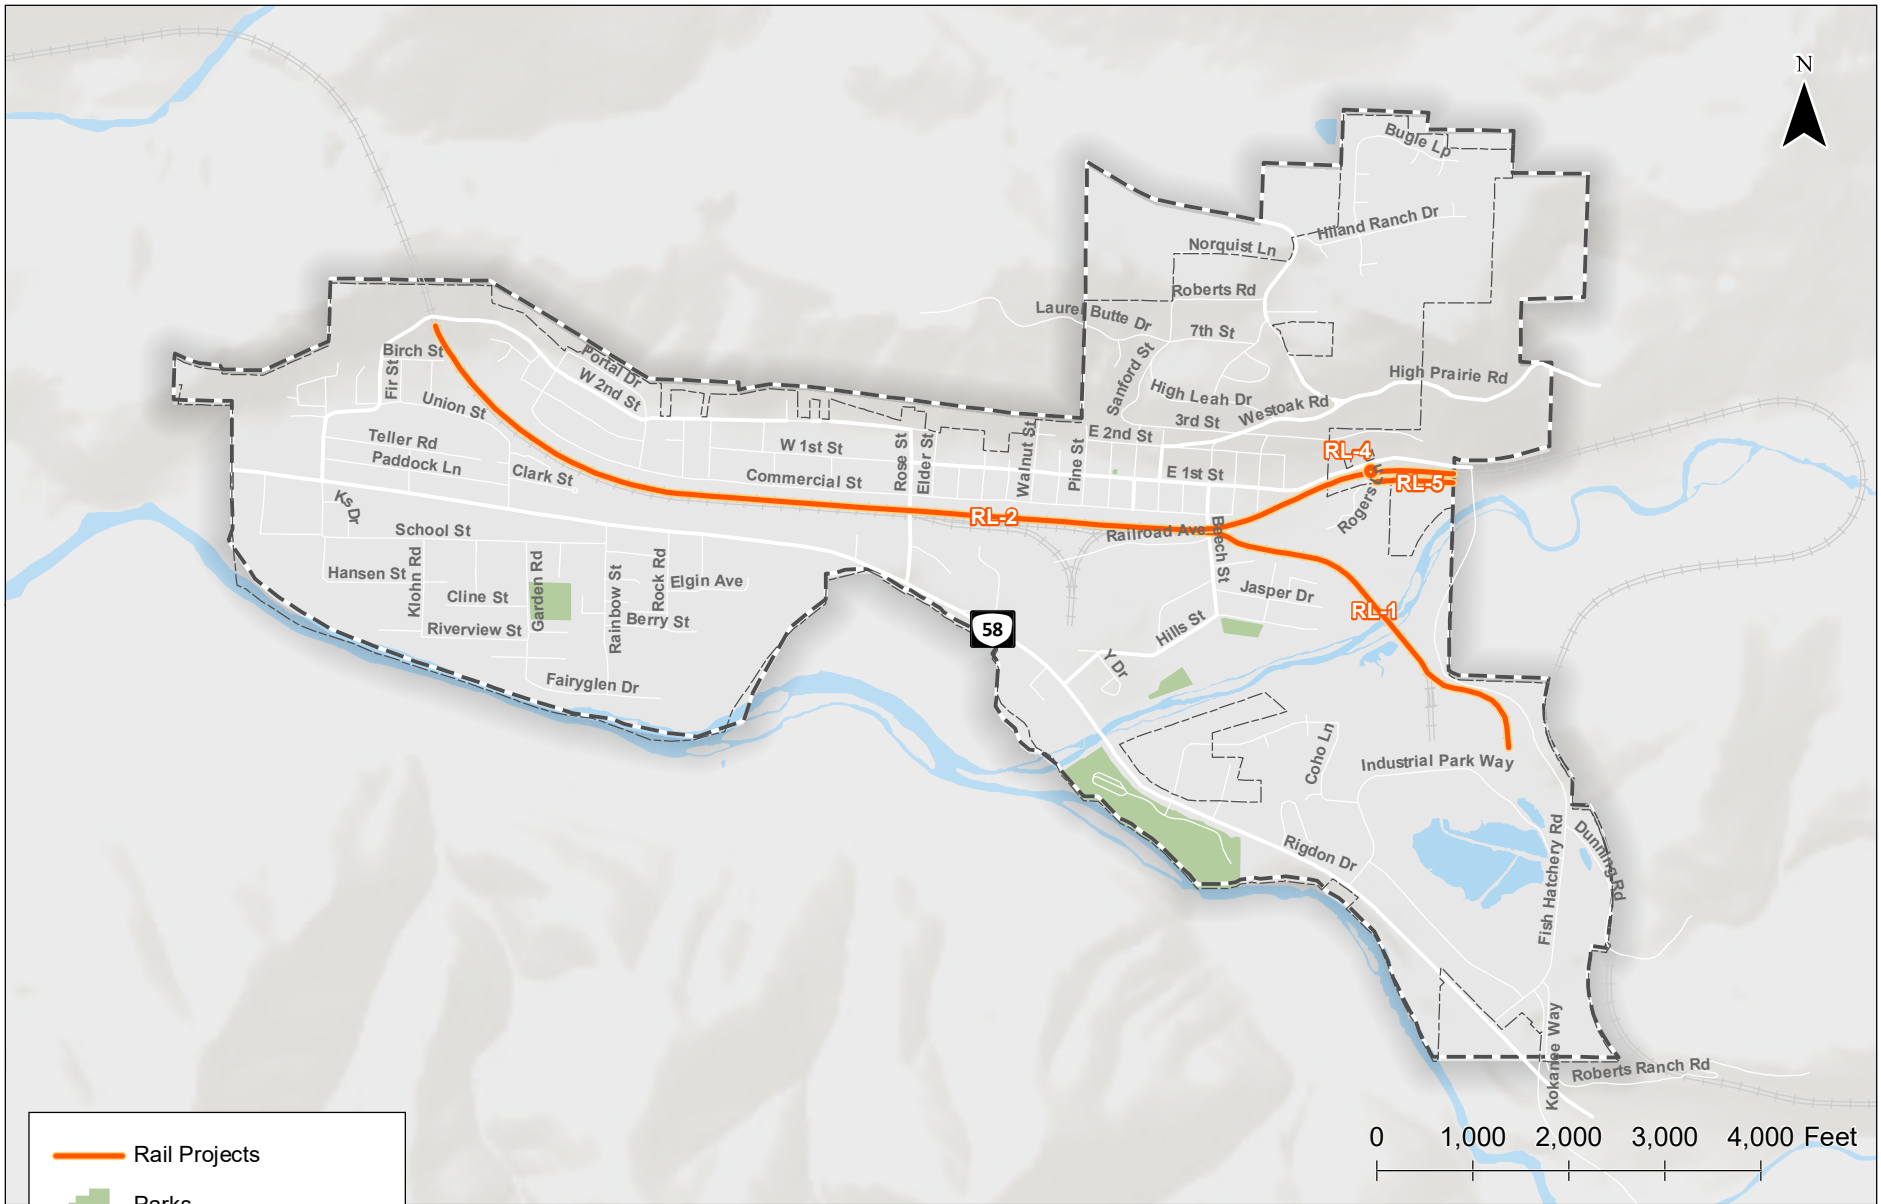 N
Bugle Lp
Hiland Ranch Dr
Norquist Ln
Roberts Rd
Laurel Butte Dr
7th St
Sanford St
High Prairie Rd
High Leah Dr
Westoak Rd
3rd St
E 2nd St
Birch St
Fir St
Portal Dr
W 2nd St
Union St
Teller Rd
Paddock Ln
Clark St
W 1st St
Commercial St
Rose St
Elder St
Walnut St
Pine St
E 1st St
RL-4
RL-5
Rogers
RL-2
Railroad Ave
Beech St
Ks Dr
School St
Hansen St
Klohn Rd
Cline St
Riverview St
Garden Rd
Rainbow St
Rock Rd
Elgin Ave
Berry St
Fairyglen Dr
58
Jasper Dr
Hills St
Y Dr
RL-1
Coho Ln
Industrial Park Way
Rigdon Dr
Fish Hatchery Rd
Dunning Rd
Kokanee Way
Roberts Ranch Rd
0 1,000 2,000 3,000 4,000 Feet
Rail Projects
Parks